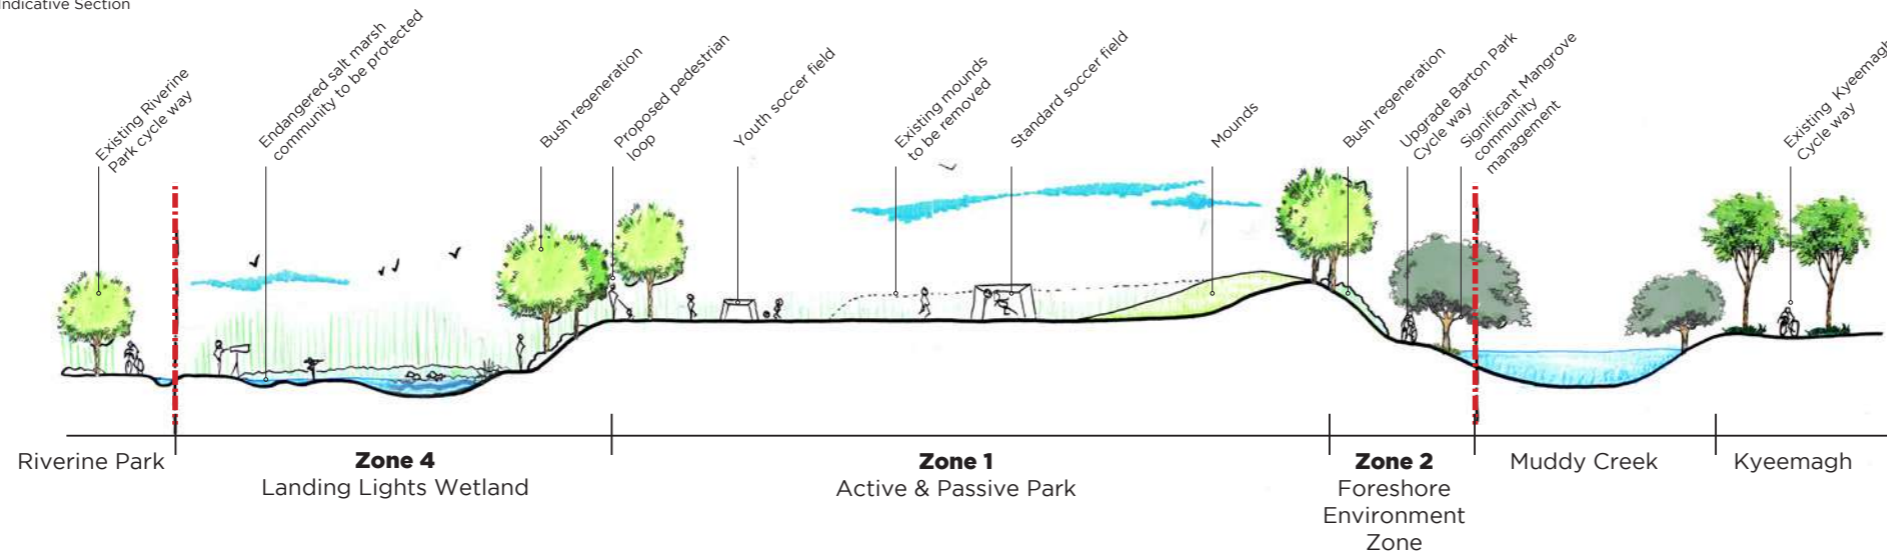 Indicative Section
Existing Riverine
Park cycle way
Endangered salt marsh
community to be protected
Bush regeneration
Proposed pedestrian
loop
Youth soccer field
Existing mounds
to be removed
Standard soccer field
Mounds
Bush regeneration
Upgrade Barton Park
Cycle way
Significant Mangrove
community
management
Existing Kyeemagh
Cycle way
Riverine Park
Zone 4
Landing Lights Wetland
Zone 1
Active & Passive Park
Zone 2
Foreshore
Environment
Zone
Muddy Creek
Kyeemagh